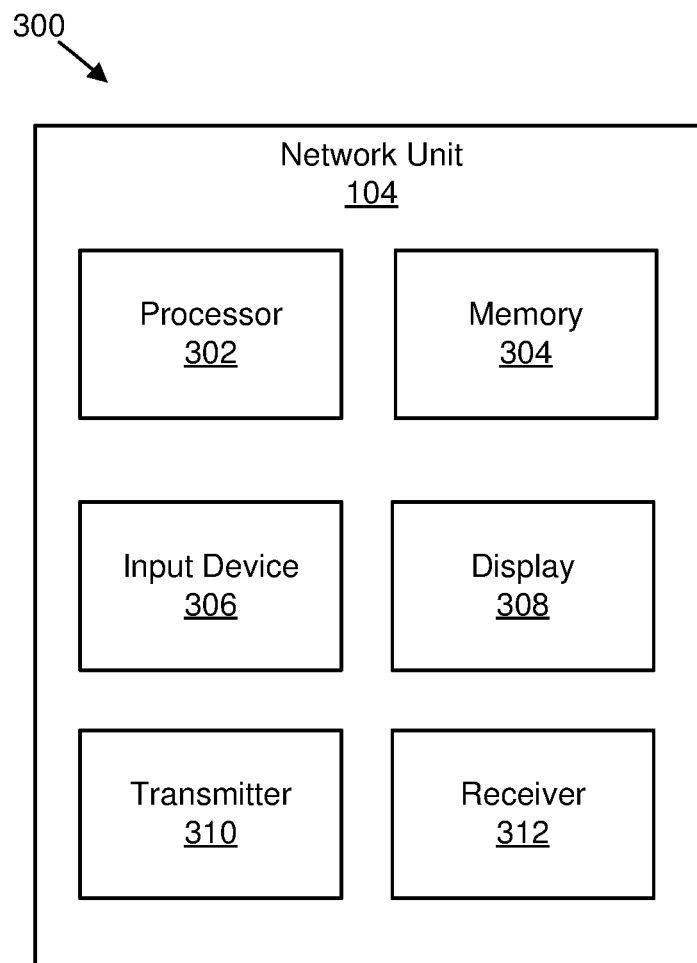 300
Network Unit
104
Processor
302
Memory
304
Input Device
306
Display
308
Transmitter
310
Receiver
312